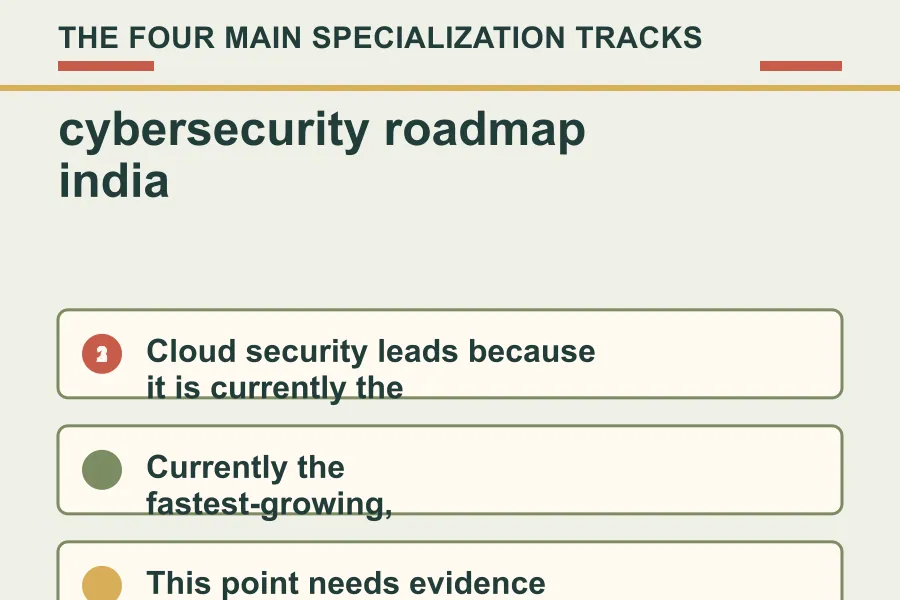 THE FOUR MAIN SPECIALIZATION TRACKS
cybersecurity roadmap
india
Cloud security leads because
it is currently the
Currently the
fastest-growing,
This point needs evidence